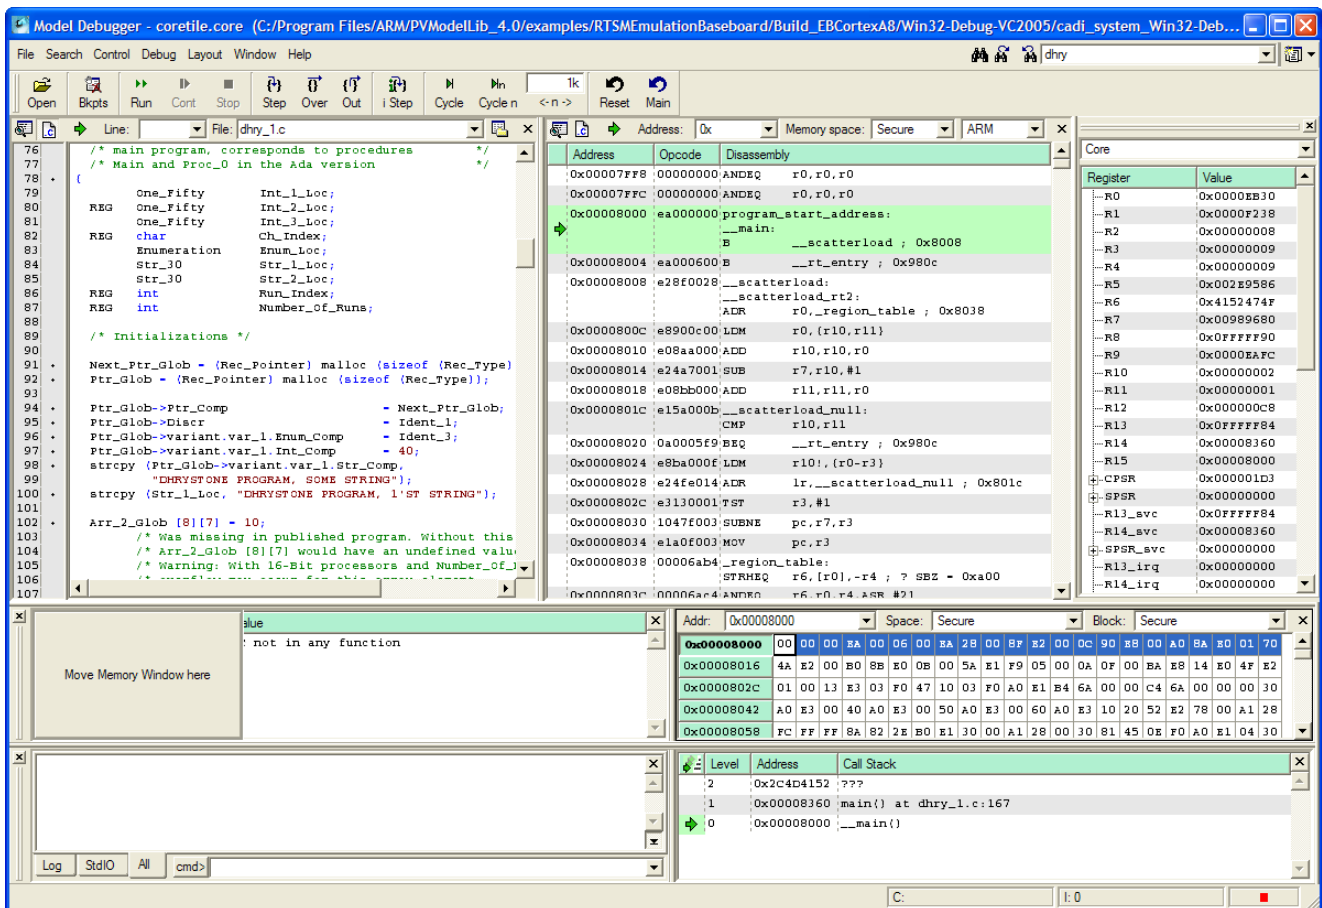 Model Debugger - coretile.core (C:/Program Files/ARM/PVModelLib_4.0/examples/RTSMEmulationBaseboard/Build_EBCortexA8/Win32-Debug-VC2005/cadi_system_Win32-Deb...
File Search Control Debug Layout Window Help dhry
Open Bkpts Run Cont Stop Step Over Out i Step Cycle Cycle n 1k <- n -> Reset Main
Line: File: dhry_1.c
76 /* main program, corresponds to procedures */
77 /* Main and Proc_0 in the Ada version */
78 {
79 One_Fifty Int_1_Loc;
80 REG One_Fifty Int_2_Loc;
81 One_Fifty Int_3_Loc;
82 REG char Ch_Index;
83 Enumeration Enum_Loc;
84 Str_30 Str_1_Loc;
85 Str_30 Str_2_Loc;
86 REG int Run_Index;
87 REG int Number_Of_Runs;
88
89 /* Initializations */
90
91 Next_Ptr_Glob = (Rec_Pointer) malloc (sizeof (Rec_Type)
92 Ptr_Glob = (Rec_Pointer) malloc (sizeof (Rec_Type));
93
94 Ptr_Glob->Ptr_Comp = Next_Ptr_Glob;
95 Ptr_Glob->Discr = Ident_1;
96 Ptr_Glob->variant.var_1.Enum_Comp = Ident_3;
97 Ptr_Glob->variant.var_1.Int_Comp = 40;
98 strcpy (Ptr_Glob->variant.var_1.Str_Comp,
99 "DHRYSTONE PROGRAM, SOME STRING");
100 strcpy (Str_1_Loc, "DHRYSTONE PROGRAM, 1'ST STRING");
101
102 Arr_2_Glob [8][7] = 10;
103 /* Was missing in published program. Without this
104 /* Arr_2_Glob [8][7] would have an undefined valu
105 /* Warning: With 16-Bit processors and Number_Of_
106 /* overflow may occur for this array element
107
Address: 0x Memory space: Secure ARM
Address Opcode Disassembly
0x00007FF8 00000000 ANDEQ r0,r0,r0
0x00007FFC 00000000 ANDEQ r0,r0,r0
0x00008000 ea000000 program_start_address:
__main:
B __scatterload ; 0x8008
0x00008004 ea000600 B __rt_entry ; 0x980c
0x00008008 e28f0028 __scatterload:
__scatterload_rt2:
ADR r0,_region_table ; 0x8038
0x0000800C e8900c00 LDM r0,{r10,r11}
0x00008010 e08aa000 ADD r10,r10,r0
0x00008014 e24a7001 SUB r7,r10,#1
0x00008018 e08bb000 ADD r11,r11,r0
0x0000801C e15a000b __scatterload_null:
CMP r10,r11
0x00008020 0a0005f9 BEQ __rt_entry ; 0x980c
0x00008024 e8ba000f LDM r10!,{r0-r3}
0x00008028 e24fe014 ADR lr,__scatterload_null ; 0x801c
0x0000802C e3130001 TST r3,#1
0x00008030 1047f003 SUBNE pc,r7,r3
0x00008034 e1a0f003 MOV pc,r3
0x00008038 00006ab4 _region_table:
STRHEQ r6,[r0],-r4 ; ? SBZ = 0xa00
0x0000803C 00006ac4 ANDEQ r6,r0,r4,ASR #21
Core
Register Value
R0 0x0000EB30
R1 0x0000F238
R2 0x00000008
R3 0x00000009
R4 0x00000009
R5 0x002E9586
R6 0x4152474F
R7 0x00989680
R8 0x0FFFFF90
R9 0x0000EAFC
R10 0x00000002
R11 0x00000001
R12 0x000000C8
R13 0x0FFFFF84
R14 0x00008360
R15 0x00008000
CPSR 0x000001D3
SPSR 0x00000000
R13_svc 0x0FFFFF84
R14_svc 0x00008360
SPSR_svc 0x00000000
R13_irq 0x00000000
R14_irq 0x00000000
alue
not in any function
Move Memory Window here
Addr: 0x00008000 Space: Secure Block: Secure
0x00008000 00 00 00 EA 00 06 00 EA 28 00 8F E2 00 0C 90 E8 00 A0 8A E0 01 70
0x00008016 4A E2 00 B0 8B E0 0B 00 5A E1 F9 05 00 0A 0F 00 BA E8 14 E0 4F E2
0x0000802C 01 00 13 E3 03 F0 47 10 03 F0 A0 E1 B4 6A 00 00 C4 6A 00 00 00 30
0x00008042 A0 E3 00 40 A0 E3 00 50 A0 E3 00 60 A0 E3 10 20 52 E2 78 00 A1 28
0x00008058 FC FF FF 8A 82 2E B0 E1 30 00 A1 28 00 30 81 45 0E F0 A0 E1 04 30
Log StdIO All cmd>
Level Address Call Stack
2 0x2C4D4152 ???
1 0x00008360 main() at dhry_1.c:167
0 0x00008000 __main()
C: I: 0